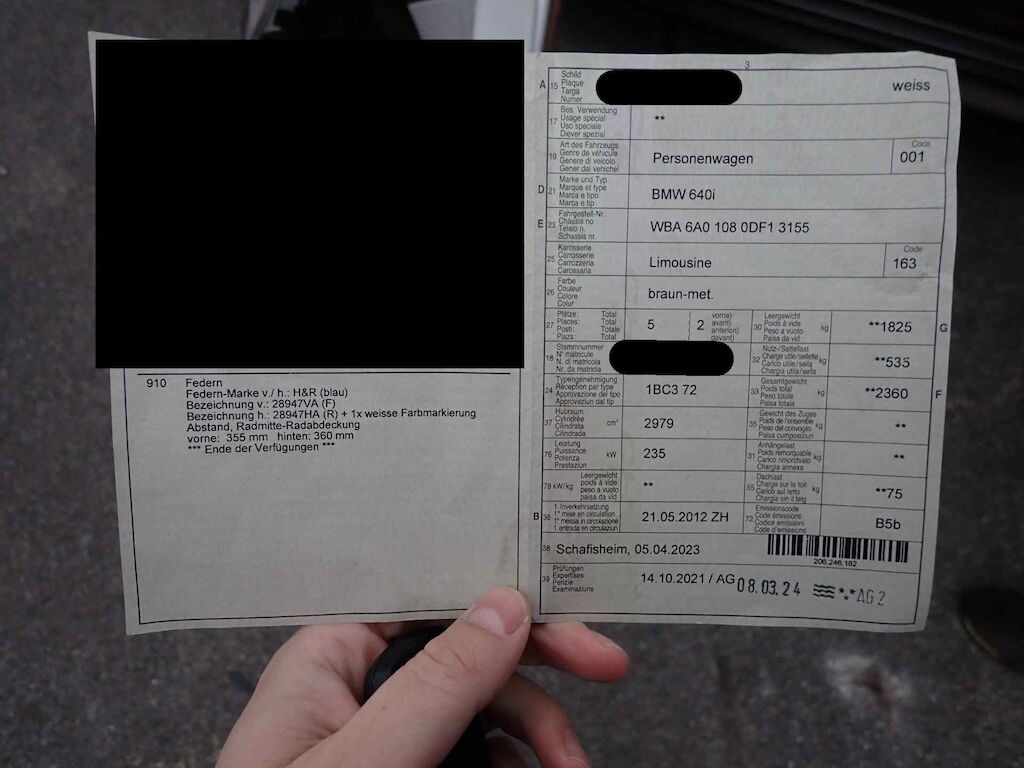 910 Federn
Federn-Marke v./ h.: H&R (blau)
Bezeichnung v.: 28947VA (F)
Bezeichnung h.: 28947HA (R) + 1x weisse Farbmarkierung
Abstand, Radmitte-Radabdeckung
vorne: 355 mm hinten: 360 mm
*** Ende der Verfügungen ***
3
A 15 Schild
Plaque
Targa
Numer
weiss
17 Bes. Verwendung
Usage spécial
Uso speciale
Diever spezial
**
19 Art des Fahrzeugs
Genre de véhicule
Genere di veicolo
Gener dal vehichel
Personenwagen
Code
001
D 21 Marke und Typ
Marque et type
Marca e tipo
Marca e tip
BMW 640i
E 23 Fahrgestell-Nr.
Châssis no
Telaio n.
Schassis nr.
WBA 6A0 108 0DF1 3155
25 Karosserie
Carrosserie
Carrozzeria
Carossaria
Limousine
Code
163
26 Farbe
Couleur
Colore
Colur
braun-met.
27 Plätze: Total
Places: Total
Posti: Totale
Plazs: Total
5 ( 2 vorne)
avant)
anteriori)
davant)
30 Leergewicht
Poids à vide
Peso a vuoto
Paisa da vid
kg
**1825
G
18 Stammnummer
N° matricule
N. di matricola
Nr. da matricla
32 Nutz-/Sattellast
Charge utile/sellette
Carico utile/sella
Chargia utila/sella
kg
**535
24 Typengenehmigung
Réception par type
Approvazione del tipo
Approvaziun dal tip
1BC3 72
33 Gesamtgewicht
Poids total
Peso totale
Paisa totala
kg
**2360
F
37 Hubraum
Cylindrée
Cilindrata
Cilindrada
cm³
2979
35 Gewicht des Zuges
Poids de l'ensemble
Peso del convoglio
Paisa cumposiziun
kg
**
76 Leistung
Puissance
Potenza
Prestaziun
kW
235
31 Anhängelast
Poids remorquable
Carico rimorchiato
Chargia annexa
kg
**
78 kW/kg Leergewicht
poids à vide
peso a vuoto
paisa da vid
**
55 Dachlast
Charge sur le toit
Carico sul tetto
Chargia sin il tetg
kg
**75
B 36 1. Inverkehrsetzung
1re mise en circulation
1a messa in circolazione
1. entrada en circulaziun
21.05.2012 ZH
72 Emissionscode
Code émissions
Codice emissioni
Code d'emissiuns
B5b
38 Schafisheim, 05.04.2023
206.246.182
39 Prüfungen
Expertises
Perizie
Examinaziuns
14.10.2021 / AG 08.03.24 AG 2